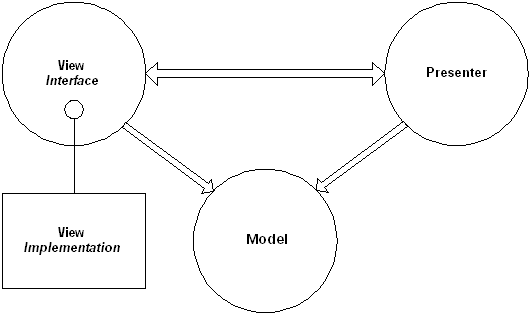 View
Interface
Presenter
View
Implementation
Model